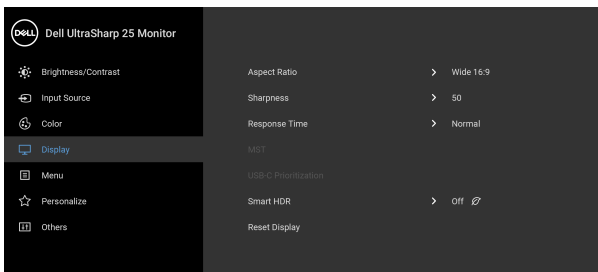 DELL Dell UltraSharp 25 Monitor
Brightness/Contrast
Aspect Ratio Wide 16:9
Input Source
Sharpness 50
Color
Response Time Normal
Display
MST
Menu
USB-C Prioritization
Personalize
Smart HDR Off
Others
Reset Display